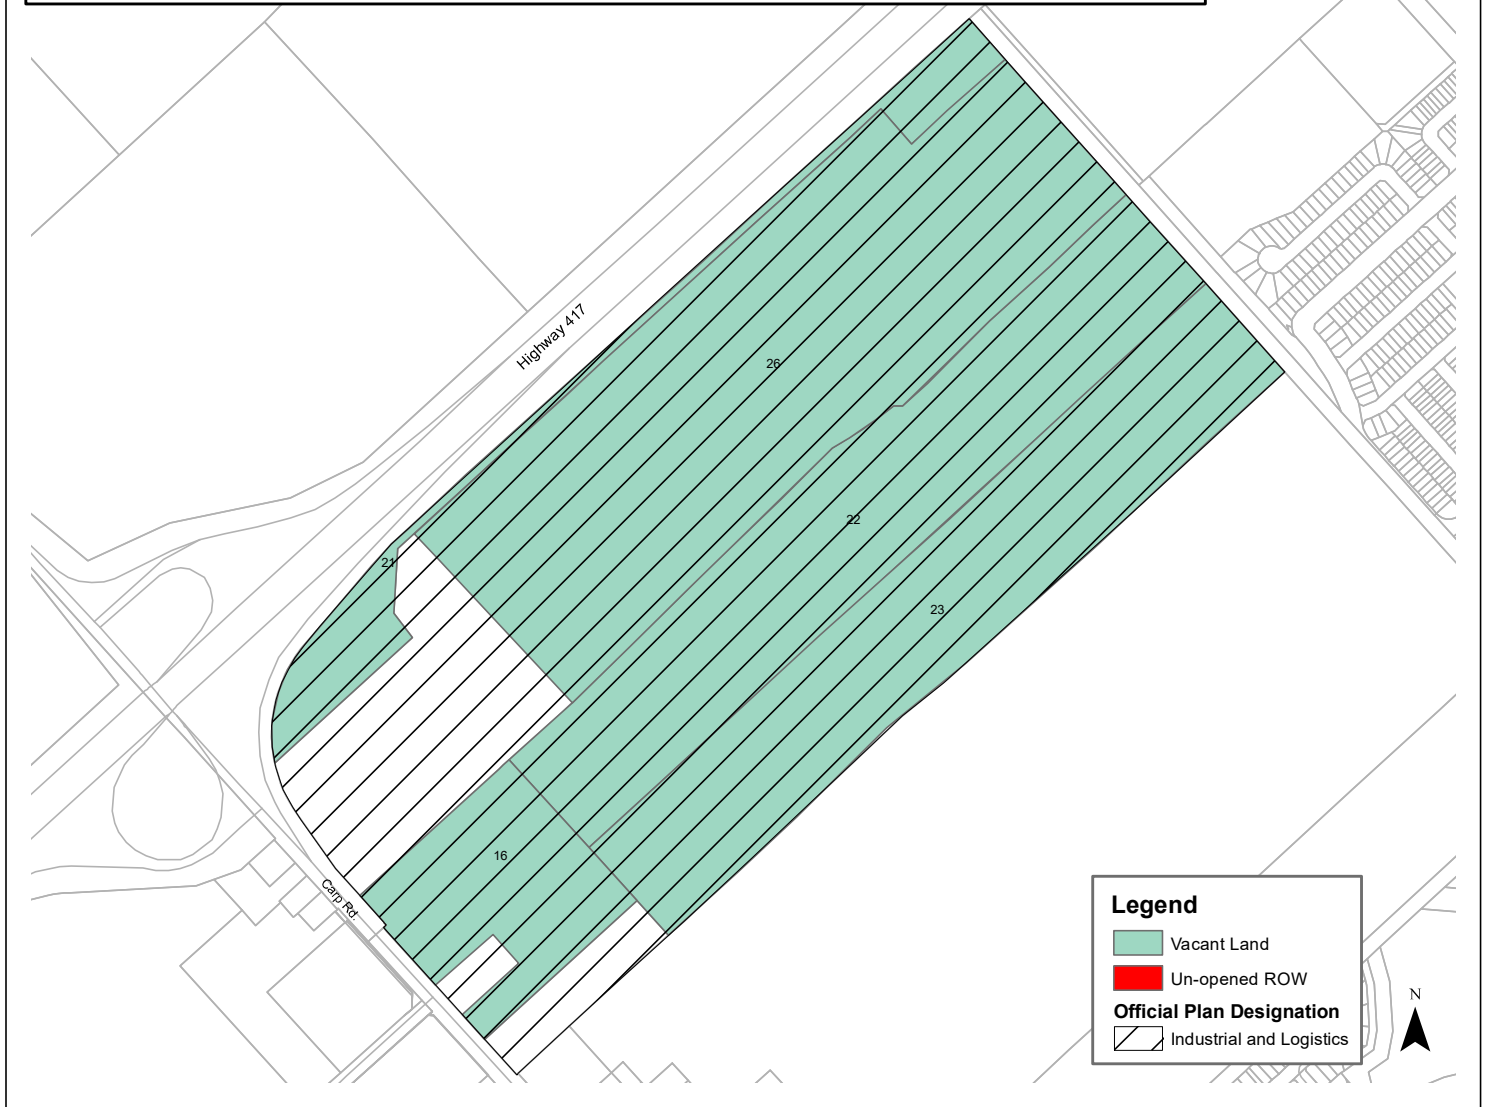 Highway 417
26
22
21
23
16
Carp Rd.
Legend
Vacant Land
Un-opened ROW
Official Plan Designation
Industrial and Logistics
N